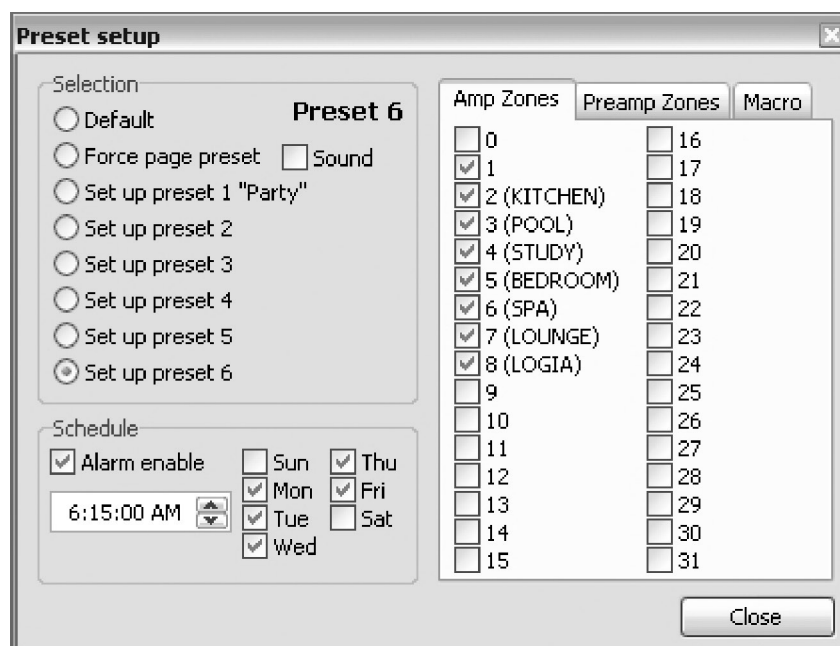 Preset setup
Selection
Preset 6
Default
Force page preset
Sound
Set up preset 1 "Party"
Set up preset 2
Set up preset 3
Set up preset 4
Set up preset 5
Set up preset 6
Schedule
Alarm enable
6:15:00 AM
Sun
Mon
Tue
Wed
Thu
Fri
Sat
Amp Zones
Preamp Zones
Macro
0
1
2 (KITCHEN)
3 (POOL)
4 (STUDY)
5 (BEDROOM)
6 (SPA)
7 (LOUNGE)
8 (LOGIA)
9
10
11
12
13
14
15
16
17
18
19
20
21
22
23
24
25
26
27
28
29
30
31
Close